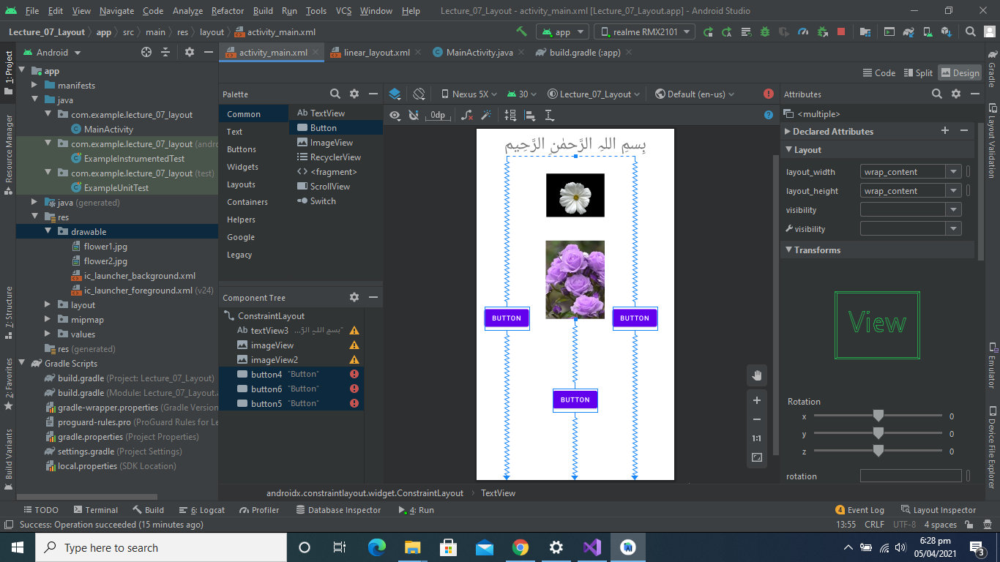 File Edit View Navigate Code Analyze Refactor Build Run Tools VCS Window Help Lecture_07_Layout - activity_main.xml [Lecture_07_Layout.app] - Android Studio
Lecture_07_Layout app src main res layout activity_main.xml app realme RMX2101
Android activity_main.xml linear_layout.xml MainActivity.java build.gradle (:app)
Code Split Design
1: Project
Resource Manager
7: Structure
2: Favorites
Build Variants
app
manifests
java
com.example.lecture_07_layout
MainActivity
com.example.lecture_07_layout (andro
ExampleInstrumentedTest
com.example.lecture_07_layout (test)
ExampleUnitTest
java (generated)
res
drawable
flower1.jpg
flower2.jpg
ic_launcher_background.xml
ic_launcher_foreground.xml (v24)
layout
mipmap
values
res (generated)
Gradle Scripts
build.gradle (Project: Lecture_07_Layout)
build.gradle (Module: Lecture_07_Layout.a
gradle-wrapper.properties (Gradle Version
proguard-rules.pro (ProGuard Rules for Le
gradle.properties (Project Properties)
settings.gradle (Project Settings)
local.properties (SDK Location)
Palette
Common
Text
Buttons
Widgets
Layouts
Containers
Helpers
Google
Legacy
Ab TextView
Button
ImageView
RecyclerView
<fragment>
ScrollView
Switch
Component Tree
ConstraintLayout
Ab textView3 "بسم اللہ الرَّ...
imageView
imageView2
button4 "Button"
button6 "Button"
button5 "Button"
Nexus 5X 30 Lecture_07_Layout Default (en-us)
0dp
بِسمِ اللہِ الرَّحمٰنِ الرَّحِیم
BUTTON BUTTON
BUTTON
1:1
androidx.constraintlayout.widget.ConstraintLayout TextView
Attributes
<multiple>
Declared Attributes
Layout
layout_width wrap_content
layout_height wrap_content
visibility
visibility
Transforms
View
Rotation
x 0
y 0
z 0
rotation
Gradle
Layout Validation
Emulator
Device File Explorer
TODO Terminal Build 6: Logcat Profiler Database Inspector 4: Run 4 Event Log Layout Inspector
Success: Operation succeeded (15 minutes ago) 13:55 CRLF UTF-8 4 spaces
Type here to search 6:28 pm
05/04/2021 3